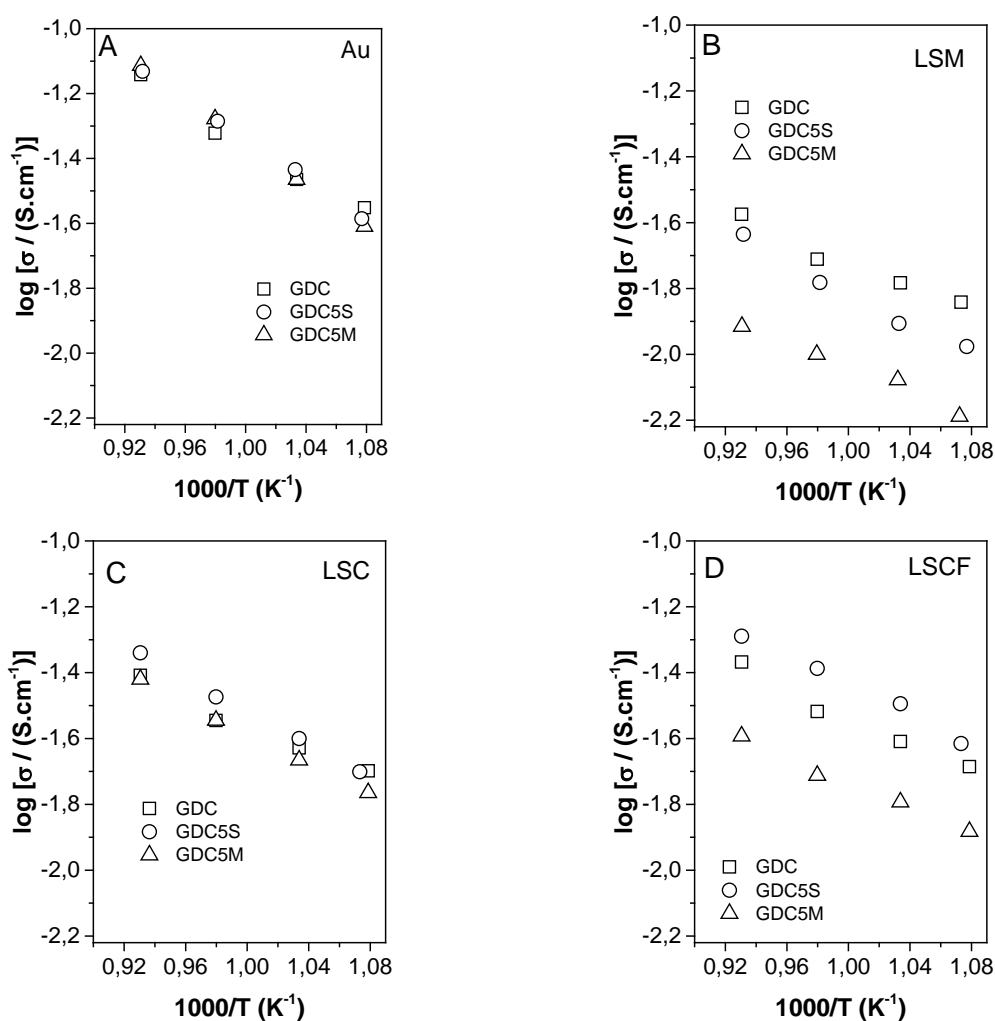 A
Au
log [σ / (S.cm⁻¹)]
-1,0
-1,2
-1,4
-1,6
-1,8
-2,0
-2,2
GDC
GDC5S
GDC5M
0,92 0,96 1,00 1,04 1,08
1000/T (K⁻¹)
B
LSM
log [σ / (S.cm⁻¹)]
-1,0
-1,2
-1,4
-1,6
-1,8
-2,0
-2,2
GDC
GDC5S
GDC5M
0,92 0,96 1,00 1,04 1,08
1000/T (K⁻¹)
C
LSC
log [σ / (S.cm⁻¹)]
-1,0
-1,2
-1,4
-1,6
-1,8
-2,0
-2,2
GDC
GDC5S
GDC5M
0,92 0,96 1,00 1,04 1,08
1000/T (K⁻¹)
D
LSCF
log [σ / (S.cm⁻¹)]
-1,0
-1,2
-1,4
-1,6
-1,8
-2,0
-2,2
GDC
GDC5S
GDC5M
0,92 0,96 1,00 1,04 1,08
1000/T (K⁻¹)